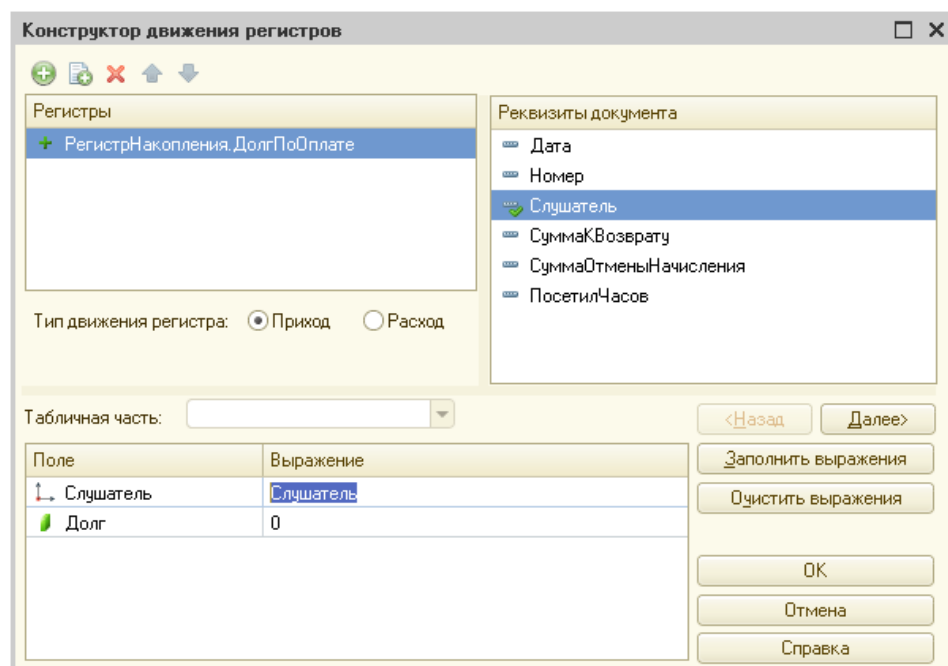 Конструктор движения регистров
Регистры
РегистрНакопления.ДолгПоОплате
Тип движения регистра: Приход Расход
Реквизиты документа
Дата
Номер
Слушатель
СуммаКВозврату
СуммаОтменыНачисления
ПосетилЧасов
Табличная часть:
<Назад Далее>
Поле Выражение
Слушатель Слушатель
Долг 0
Заполнить выражения
Очистить выражения
ОК
Отмена
Справка